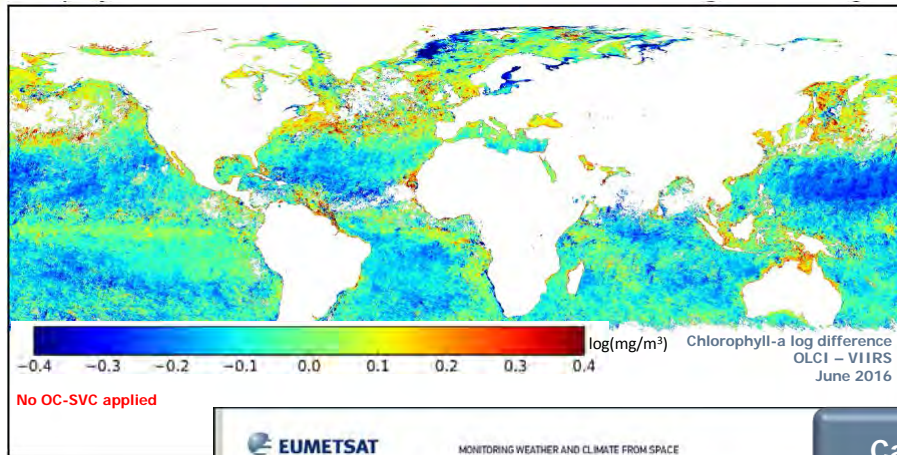 log(mg/m³)
Chlorophyll-a log difference
OLCI – VIIRS
June 2016
−0.4 −0.3 −0.2 −0.1 0.0 0.1 0.2 0.3 0.4
No OC-SVC applied
EUMETSAT
MONITORING WEATHER AND CLIMATE FROM SPACE
Ca